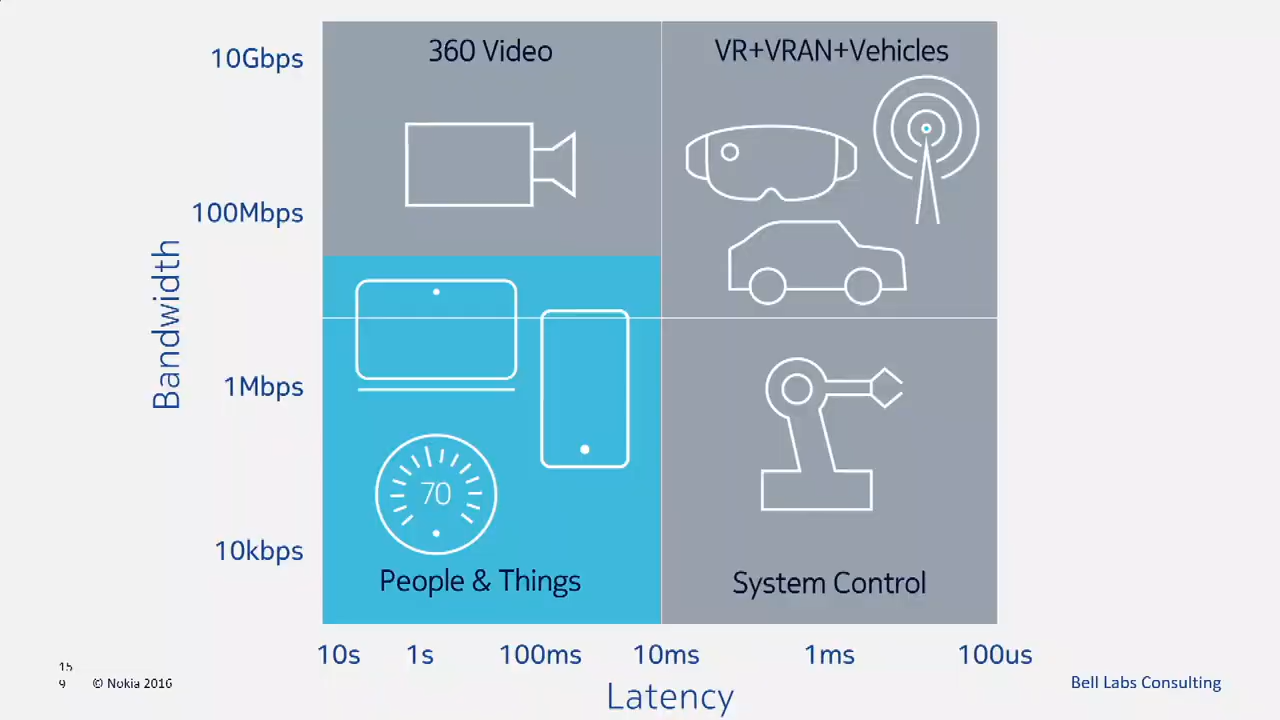 360 Video
VR+VRAN+Vehicles
10Gbps
100Mbps
Bandwidth
1Mbps
70
10kbps
People & Things
System Control
10s
1s
100ms
10ms
1ms
100us
Latency
15
9
© Nokia 2016
Bell Labs Consulting